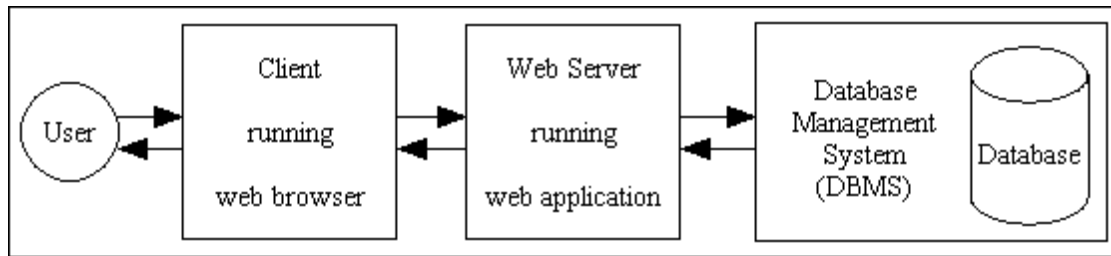 User
Client
running
web browser
Web Server
running
web application
Database
Management
System
(DBMS)
Database